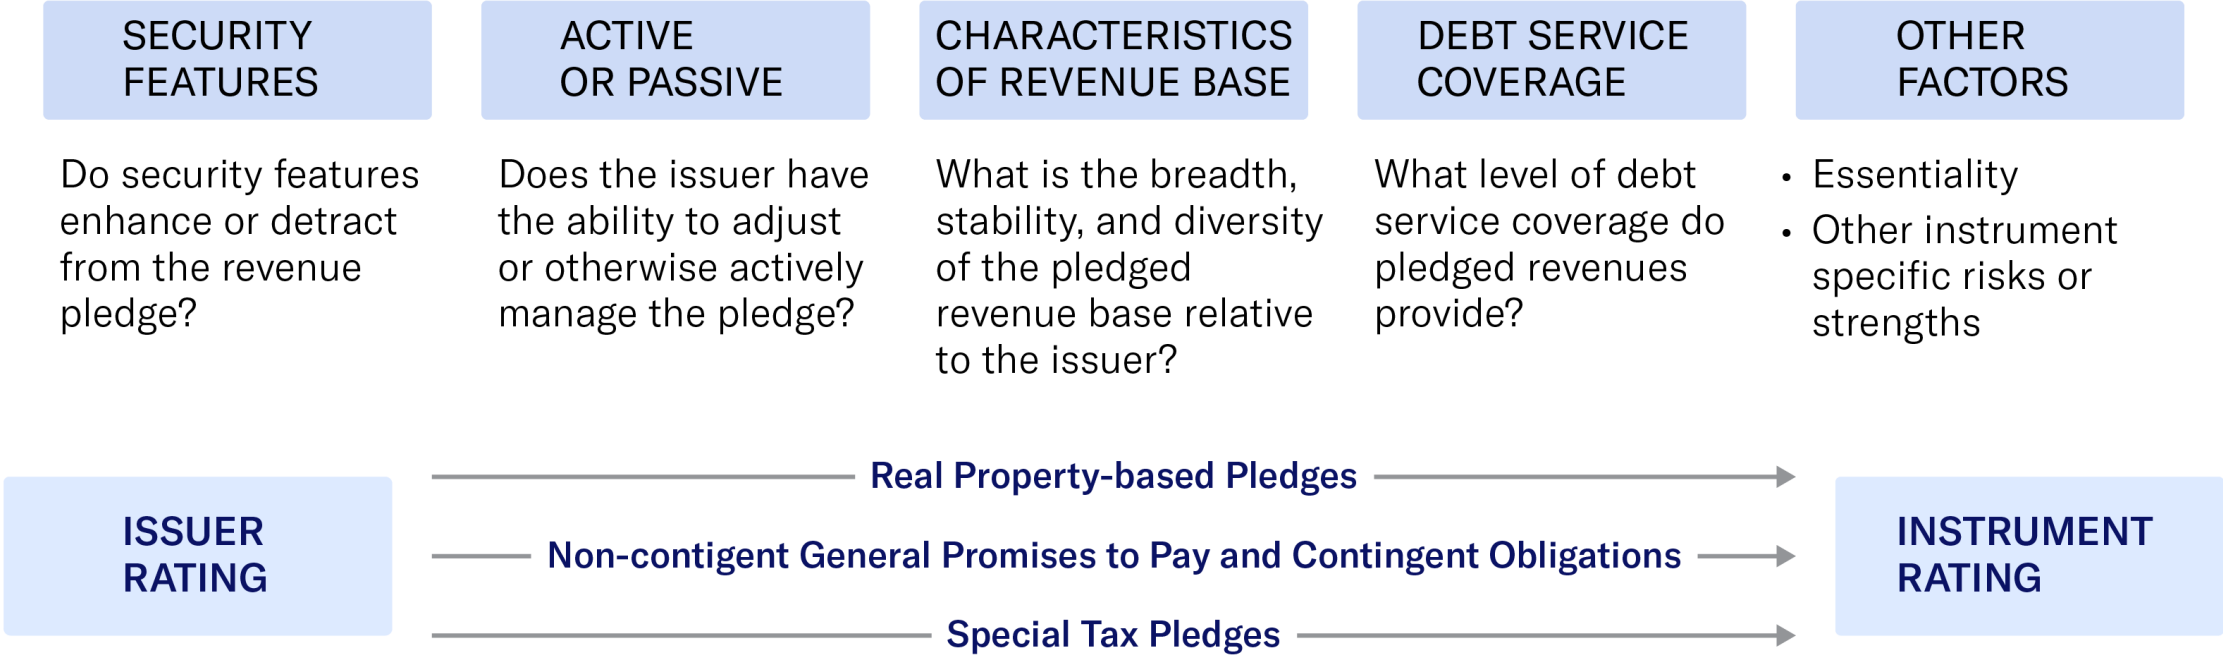 SECURITY
FEATURES
Do security features
enhance or detract
from the revenue
pledge?
ACTIVE
OR PASSIVE
Does the issuer have
the ability to adjust
or otherwise actively
manage the pledge?
CHARACTERISTICS
OF REVENUE BASE
What is the breadth,
stability, and diversity
of the pledged
revenue base relative
to the issuer?
DEBT SERVICE
COVERAGE
What level of debt
service coverage do
pledged revenues
provide?
OTHER
FACTORS
• Essentiality
• Other instrument
specific risks or
strengths
ISSUER
RATING
Real Property-based Pledges
Non-contigent General Promises to Pay and Contingent Obligations
Special Tax Pledges
INSTRUMENT
RATING